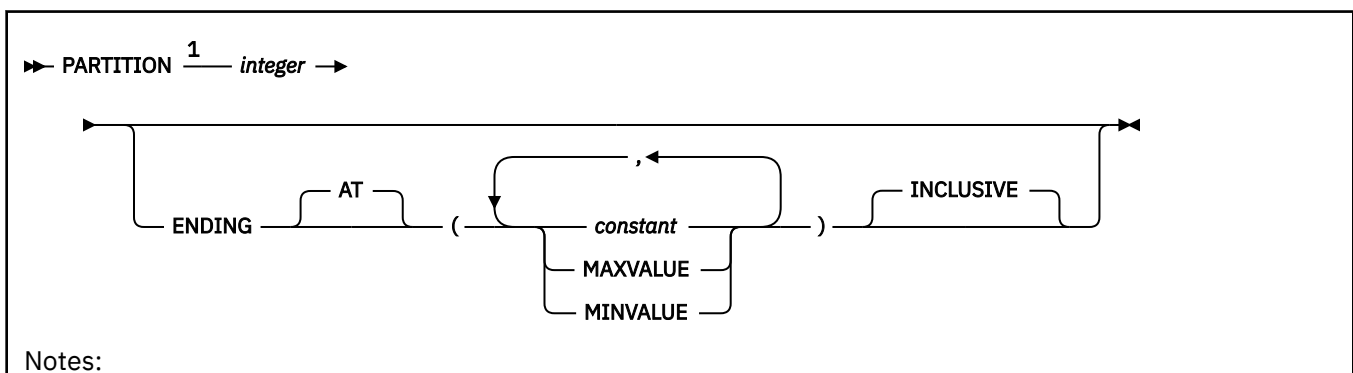 PARTITION 1 integer
,
AT INCLUSIVE
ENDING ( constant )
MAXVALUE
MINVALUE
Notes: